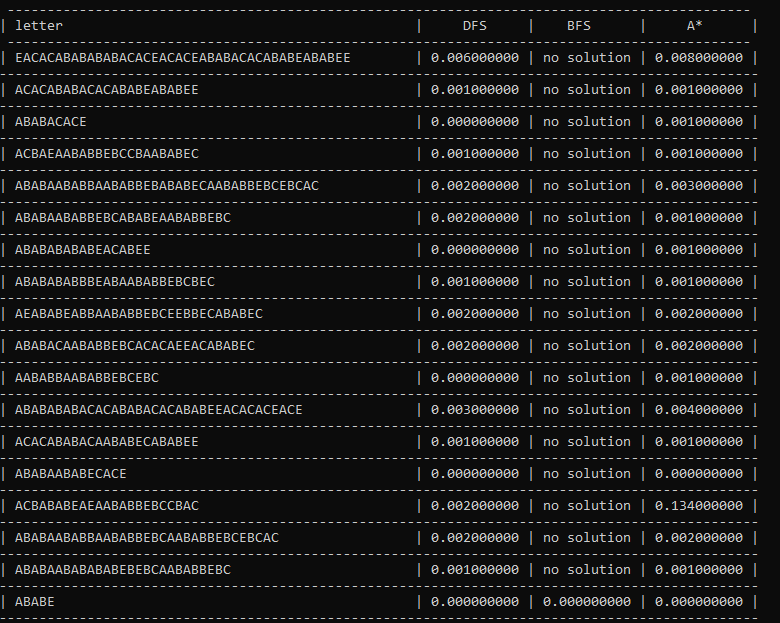 | letter | DFS | BFS | A* |
| EACACABABABABACACEACACEABABACACABABEABABEE | 0.006000000 | no solution | 0.008000000 |
| ACACABABACACABABEABABEE | 0.001000000 | no solution | 0.001000000 |
| ABABACACE | 0.000000000 | no solution | 0.001000000 |
| ACBAEAABABBEBCCBAABABEC | 0.001000000 | no solution | 0.001000000 |
| ABABAABABBAABABBEBABABECAABABBEBCEBCAC | 0.002000000 | no solution | 0.003000000 |
| ABABAABABBEBCABABEAABABBEBC | 0.002000000 | no solution | 0.001000000 |
| ABABABABABEACABEE | 0.000000000 | no solution | 0.001000000 |
| ABABABABBBEABAABABBEBCBEC | 0.001000000 | no solution | 0.001000000 |
| AEABABEABBAABABBEBCEEBBECABABEC | 0.002000000 | no solution | 0.002000000 |
| ABABACAABABBEBCACACAEEACABABEC | 0.002000000 | no solution | 0.002000000 |
| AABABBAABABBEBCEBC | 0.000000000 | no solution | 0.001000000 |
| ABABABABACACABABACACABABEEACACACEACE | 0.003000000 | no solution | 0.004000000 |
| ACACABABACAABABECABABEE | 0.001000000 | no solution | 0.001000000 |
| ABABAABABECACE | 0.000000000 | no solution | 0.000000000 |
| ACBABABEAEAABABBEBCCBAC | 0.002000000 | no solution | 0.134000000 |
| ABABAABABBAABABBEBCAABABBEBCEBCAC | 0.002000000 | no solution | 0.002000000 |
| ABABAABABABABEBEBCAABABBEBC | 0.001000000 | no solution | 0.001000000 |
| ABABE | 0.000000000 | 0.000000000 | 0.000000000 |